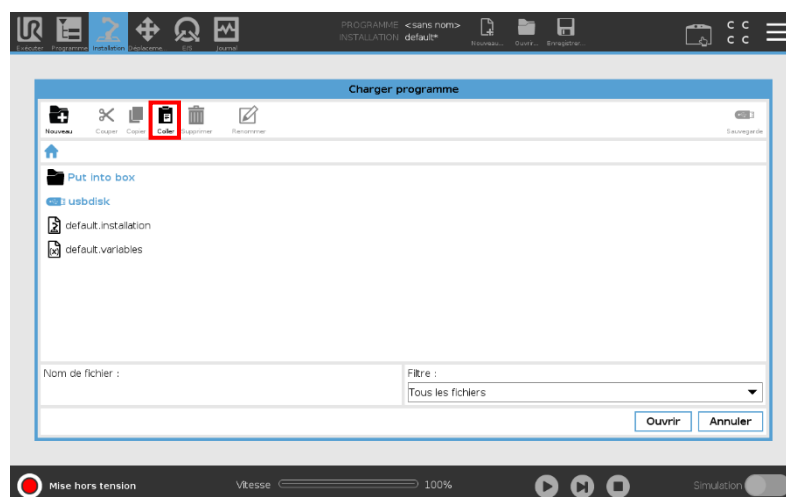 PROGRAMME <sans nom>
INSTALLATION default*
Exécuter Programme Installation Déplaceme... E/S Journal Nouveau... Ouvrir... Enregistrer...
C C
C C
Charger programme
Nouveau Couper Copier Coller Supprimer Renommer Sauvegarde
Put into box
usbdisk
default.installation
default.variables
Nom de fichier : Filtre :
Tous les fichiers
Ouvrir Annuler
Mise hors tension Vitesse 100% Simulation